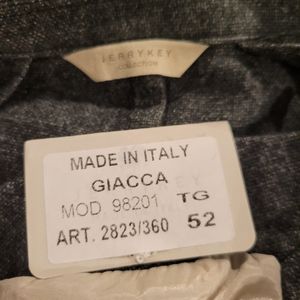 JERRYKEY
COLLECTION
MADE IN ITALY
GIACCA
MOD 98201 TG
ART. 2823/360 52